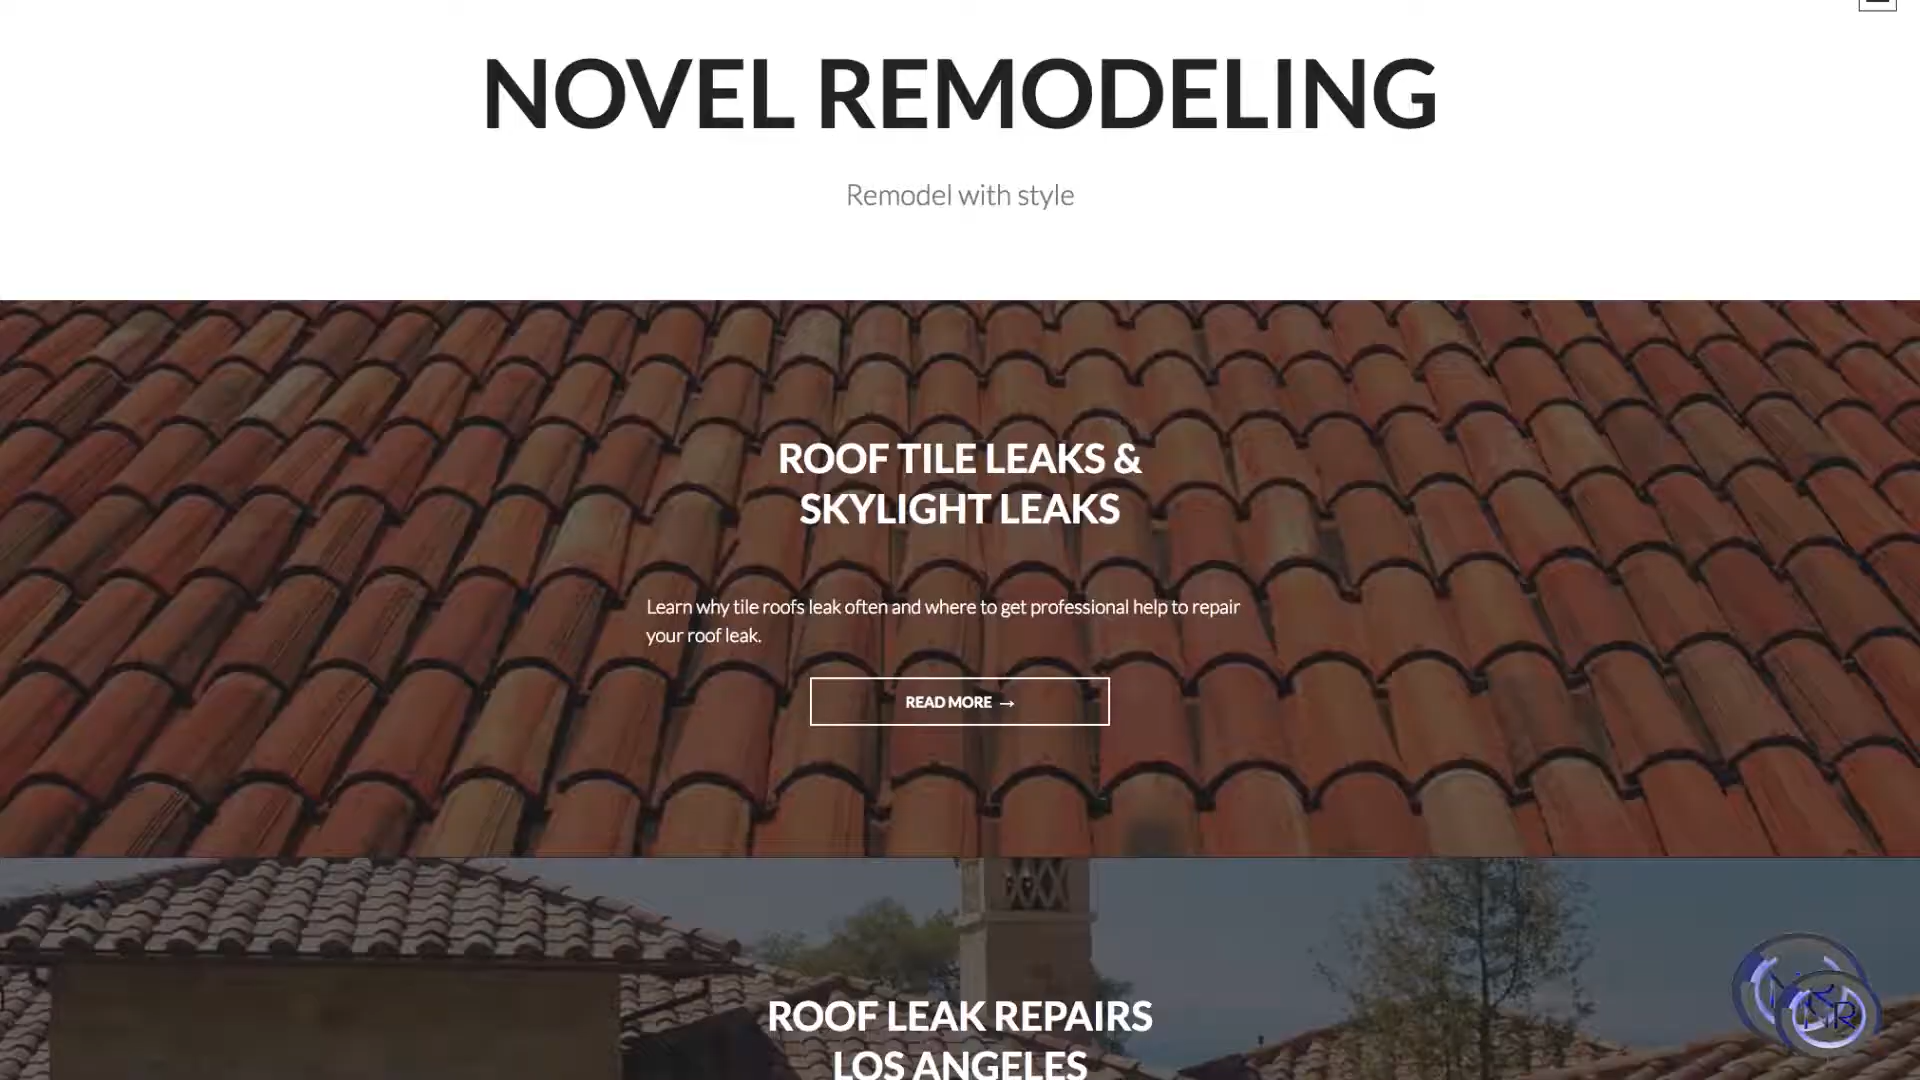 NOVEL REMODELING
Remodel with style
ROOF TILE LEAKS &
SKYLIGHT LEAKS
Learn why tile roofs leak often and where to get professional help to repair
your roof leak.
READ MORE →
ROOF LEAK REPAIRS
LOS ANGELES